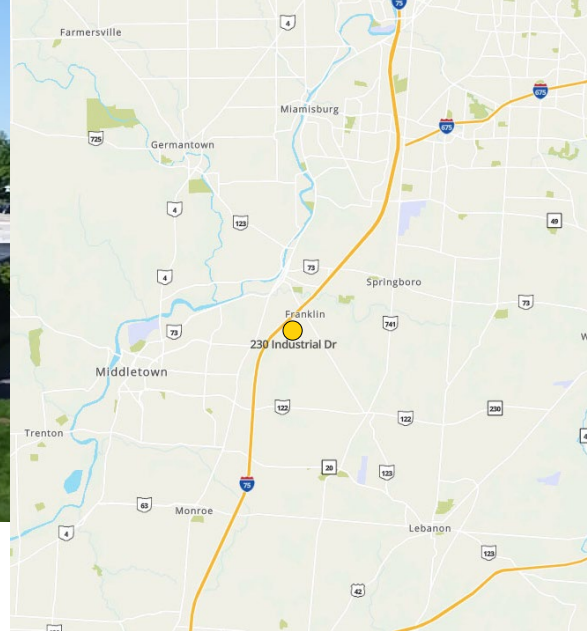 75
4
Farmersville
675
Miamisburg
675
725
Germantown
4
123
49
73
4
Springboro
73
Franklin
741
73
230 Industrial Dr
Middletown
122
122
230
Trenton
4
20
123
75
63
Monroe
Lebanon
4
123
42